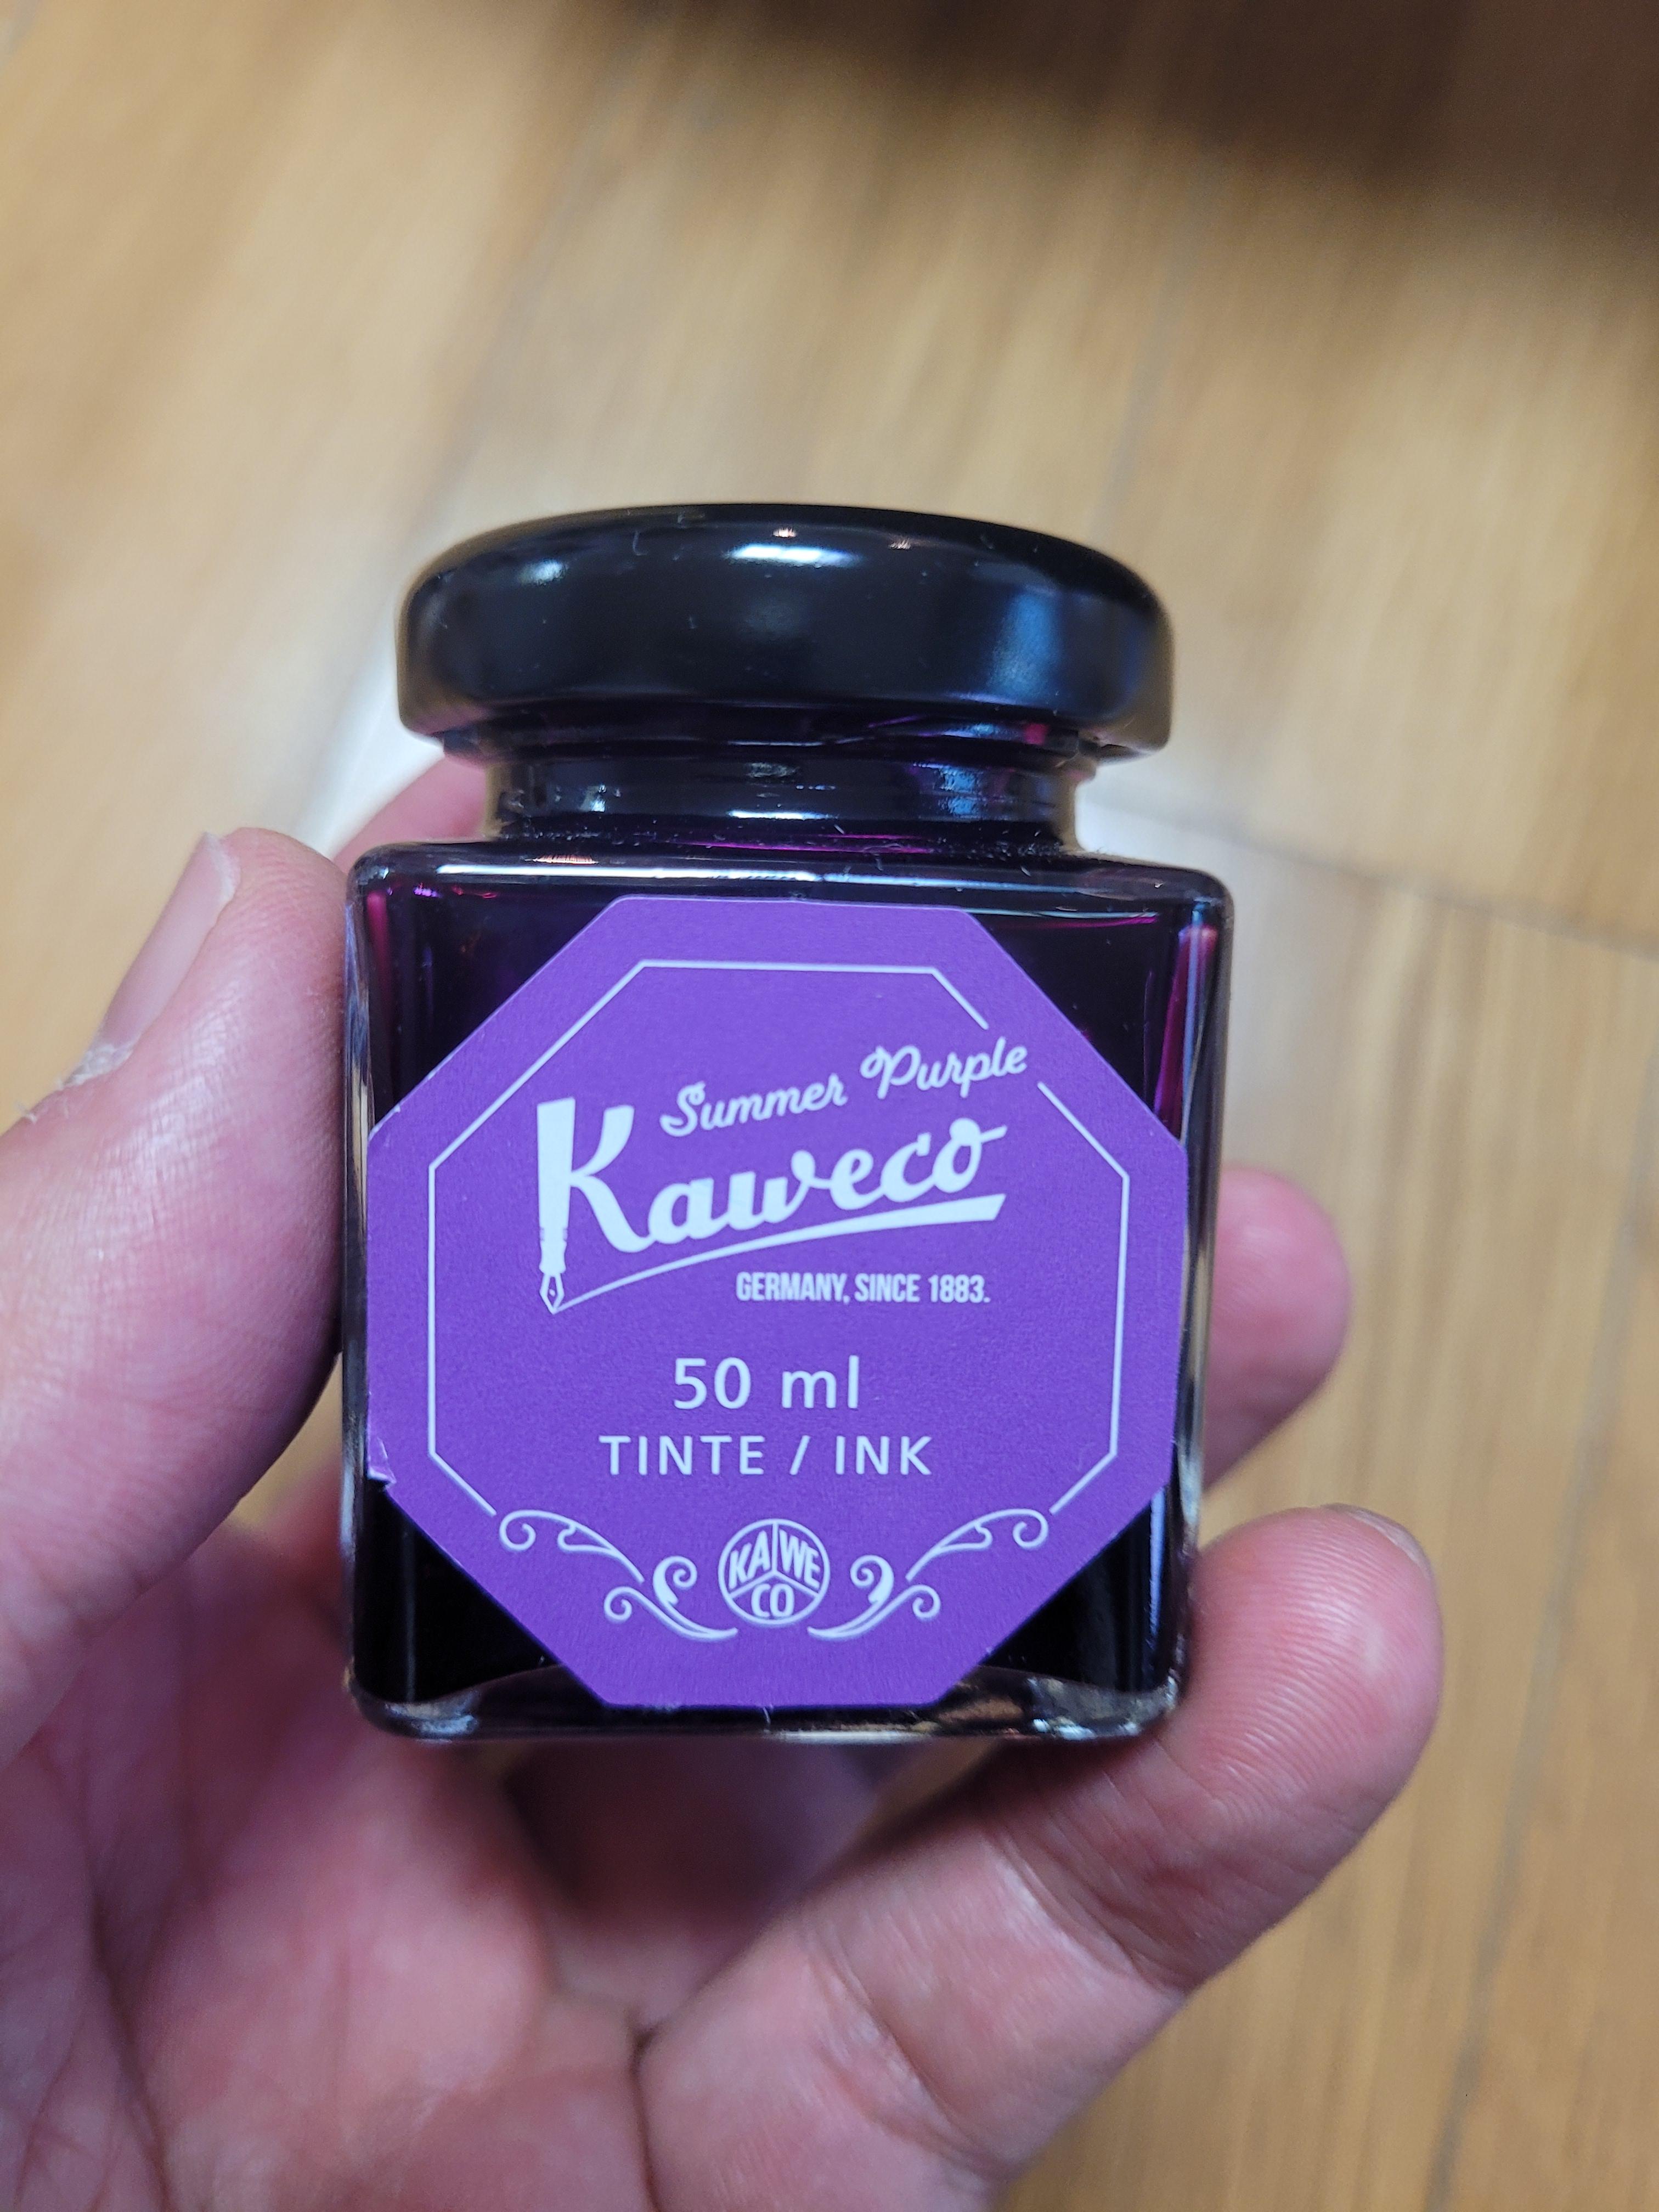 Summer Purple
Kaweco
GERMANY, SINCE 1883.
50 ml
TINTE / INK
KA WE
CO